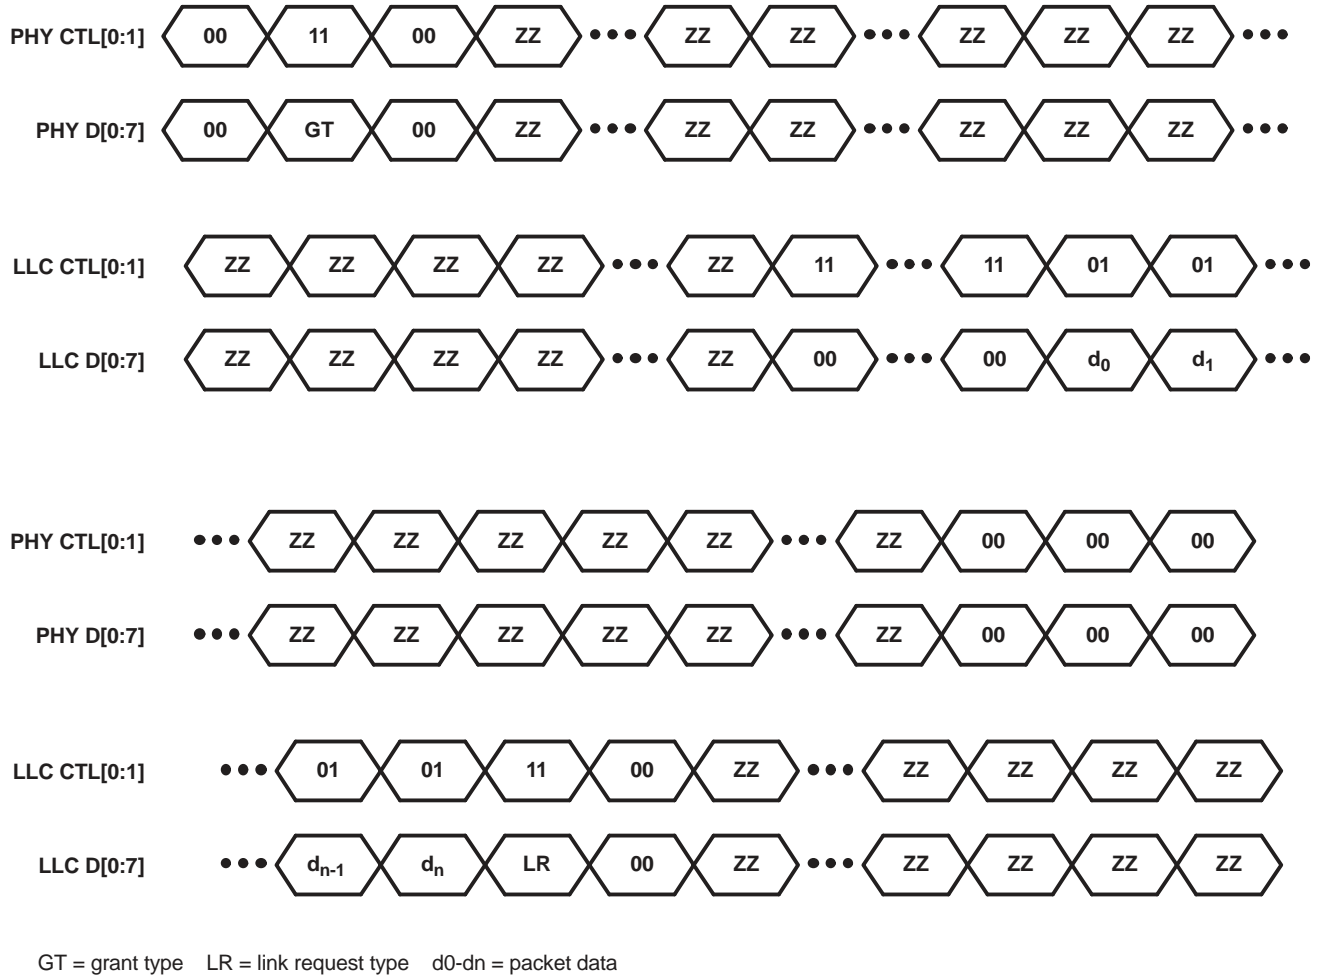 PHY CTL[0:1] 00 11 00 ZZ ••• ZZ ZZ ••• ZZ ZZ ZZ •••
PHY D[0:7] 00 GT 00 ZZ ••• ZZ ZZ ••• ZZ ZZ ZZ •••
LLC CTL[0:1] ZZ ZZ ZZ ZZ ••• ZZ 11 ••• 11 01 01 •••
LLC D[0:7] ZZ ZZ ZZ ZZ ••• ZZ 00 ••• 00 d0 d1 •••
PHY CTL[0:1] ••• ZZ ZZ ZZ ZZ ZZ ••• ZZ 00 00 00
PHY D[0:7] ••• ZZ ZZ ZZ ZZ ZZ ••• ZZ 00 00 00
LLC CTL[0:1] ••• 01 01 11 00 ZZ ••• ZZ ZZ ZZ ZZ
LLC D[0:7] ••• dn-1 dn LR 00 ZZ ••• ZZ ZZ ZZ ZZ
GT = grant type LR = link request type d0-dn = packet data